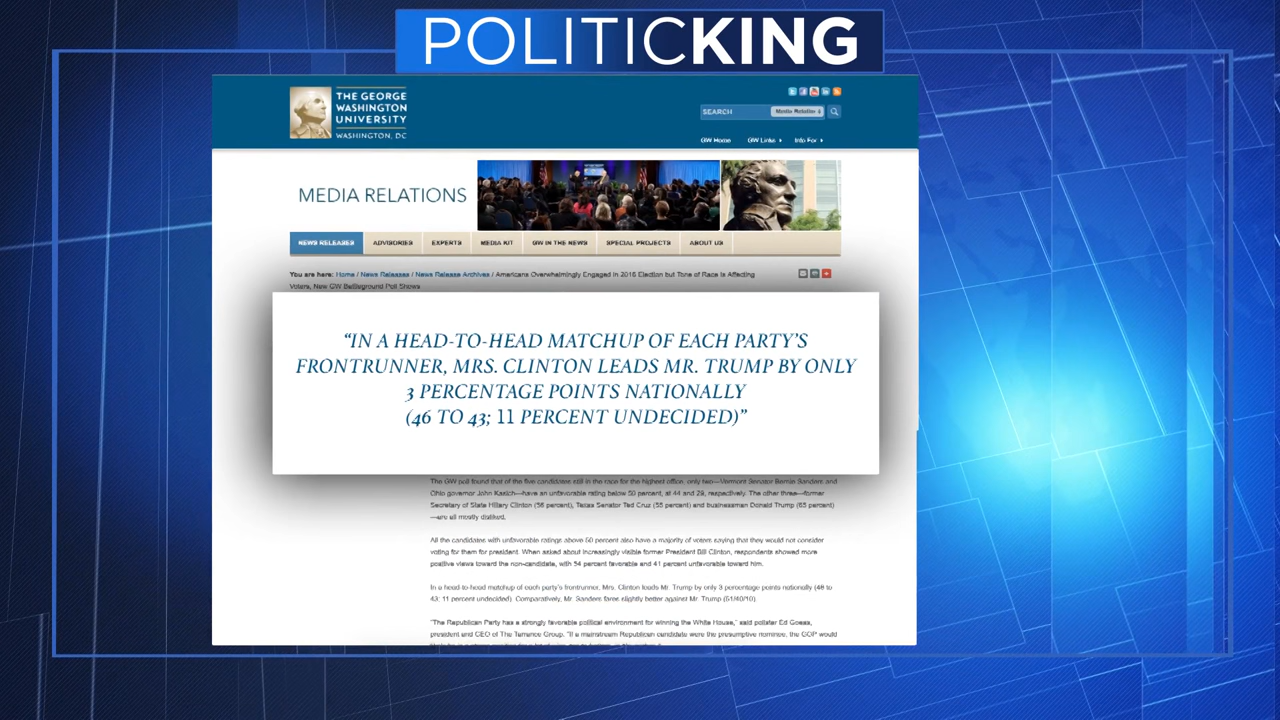 POLITICKING
THE GEORGE
WASHINGTON
UNIVERSITY
WASHINGTON, DC
SEARCH
Media Relations
GW Home GW Links Info For
MEDIA RELATIONS
NEWS RELEASES ADVISORIES EXPERTS MEDIA KIT GW IN THE NEWS SPECIAL PROJECTS ABOUT US
You are here: Home / News Releases / News Release Archives / Americans Overwhelmingly Engaged in 2016 Election but Tone of Race Is Affecting
Voters, New GW Battleground Poll Shows
“IN A HEAD-TO-HEAD MATCHUP OF EACH PARTY’S
FRONTRUNNER, MRS. CLINTON LEADS MR. TRUMP BY ONLY
3 PERCENTAGE POINTS NATIONALLY
(46 TO 43; 11 PERCENT UNDECIDED)”
The GW poll found that of the five candidates still in the race for the highest office, only two—Vermont Senator Bernie Sanders and
Ohio governor John Kasich—have an unfavorable rating below 50 percent, at 44 and 29, respectively. The other three—former
Secretary of State Hillary Clinton (56 percent), Texas Senator Ted Cruz (55 percent) and businessman Donald Trump (65 percent)
—are all mostly disliked.
All the candidates with unfavorable ratings above 50 percent also have a majority of voters saying that they would not consider
voting for them for president. When asked about increasingly visible former President Bill Clinton, respondents showed more
positive views toward the non-candidate, with 54 percent favorable and 41 percent unfavorable toward him.
In a head-to-head matchup of each party’s frontrunner, Mrs. Clinton leads Mr. Trump by only 3 percentage points nationally (46 to
43; 11 percent undecided). Comparatively, Mr. Sanders fares slightly better against Mr. Trump (51/40/10).
"The Republican Party has a strongly favorable political environment for winning the White House," said pollster Ed Goeas,
president and CEO of The Tarrance Group. "If a mainstream Republican candidate were the presumptive nominee, the GOP would